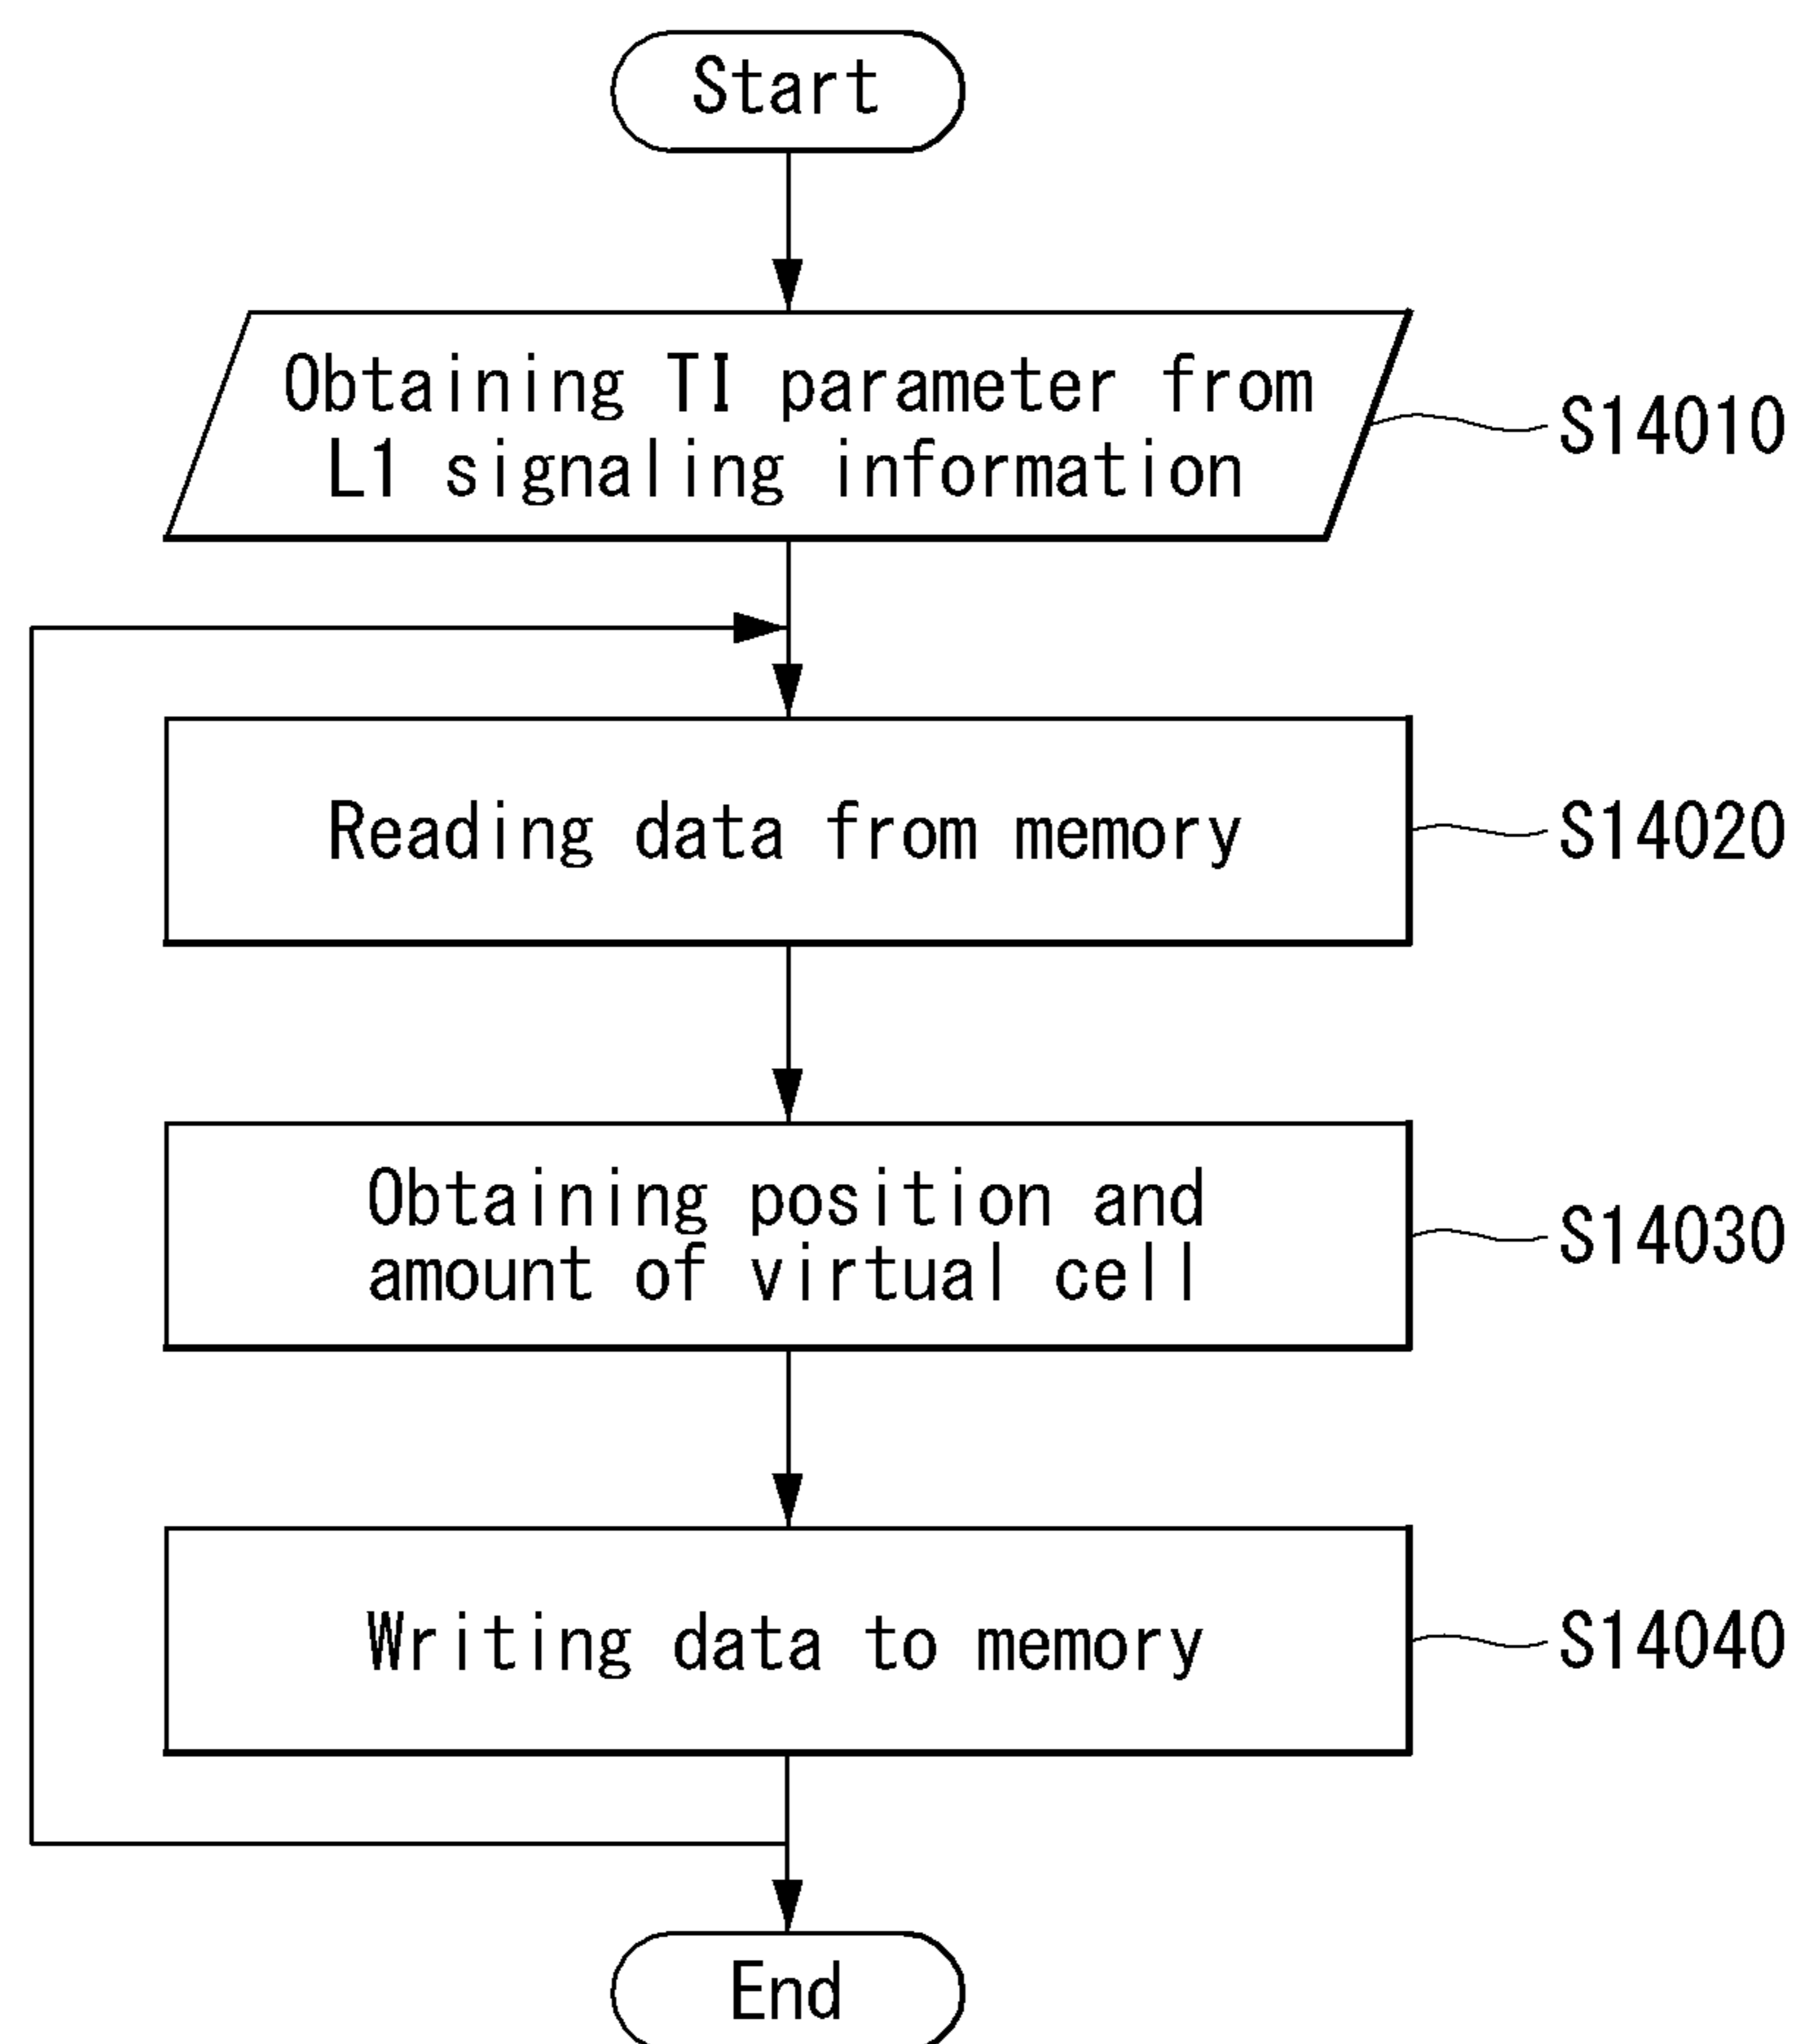 Start
Obtaining TI parameter from
L1 signaling information
S14010
Reading data from memory
S14020
Obtaining position and
amount of virtual cell
S14030
Writing data to memory
S14040
End